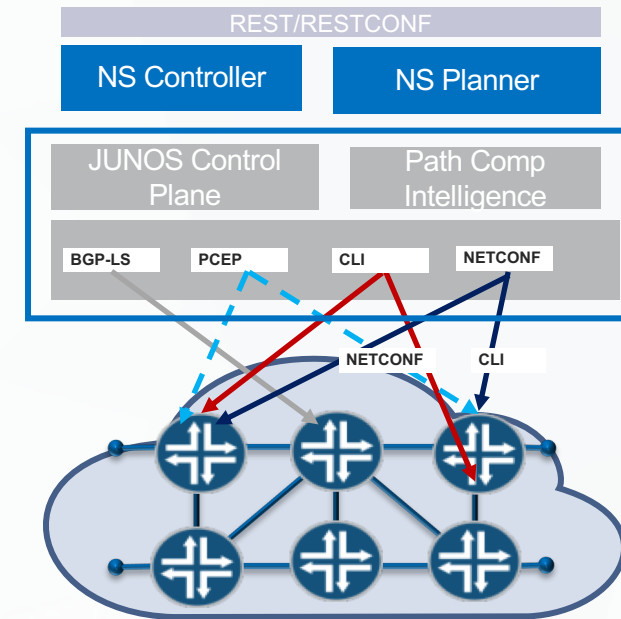 REST/RESTCONF
NS Controller
NS Planner
JUNOS Control
Plane
Path Comp
Intelligence
BGP-LS
PCEP
CLI
NETCONF
NETCONF
CLI